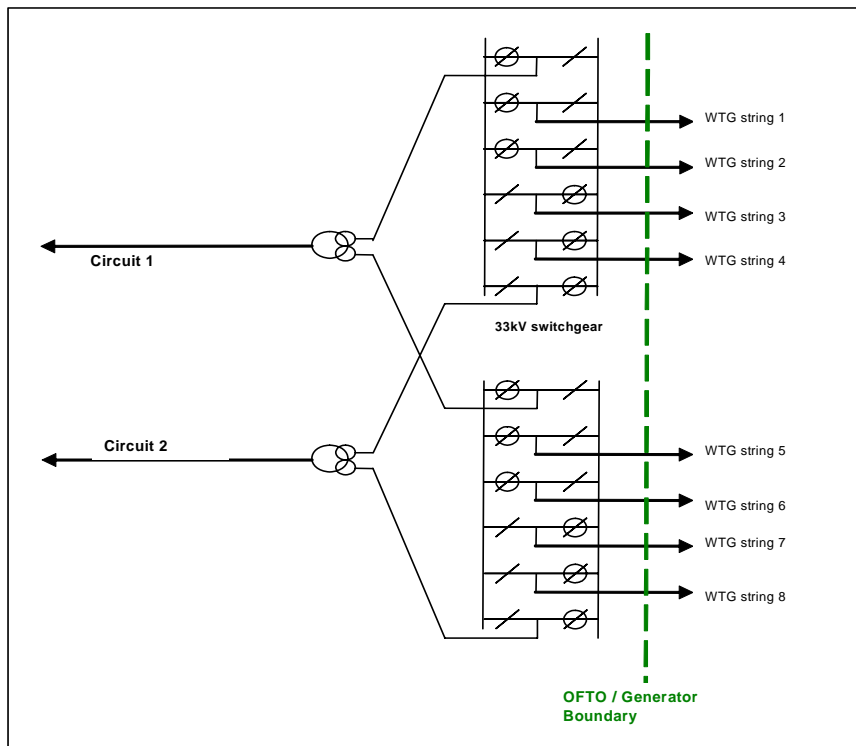 WTG string 1
WTG string 2
WTG string 3
Circuit 1
WTG string 4
33kV switchgear
Circuit 2
WTG string 5
WTG string 6
WTG string 7
WTG string 8
OFTO / Generator
Boundary